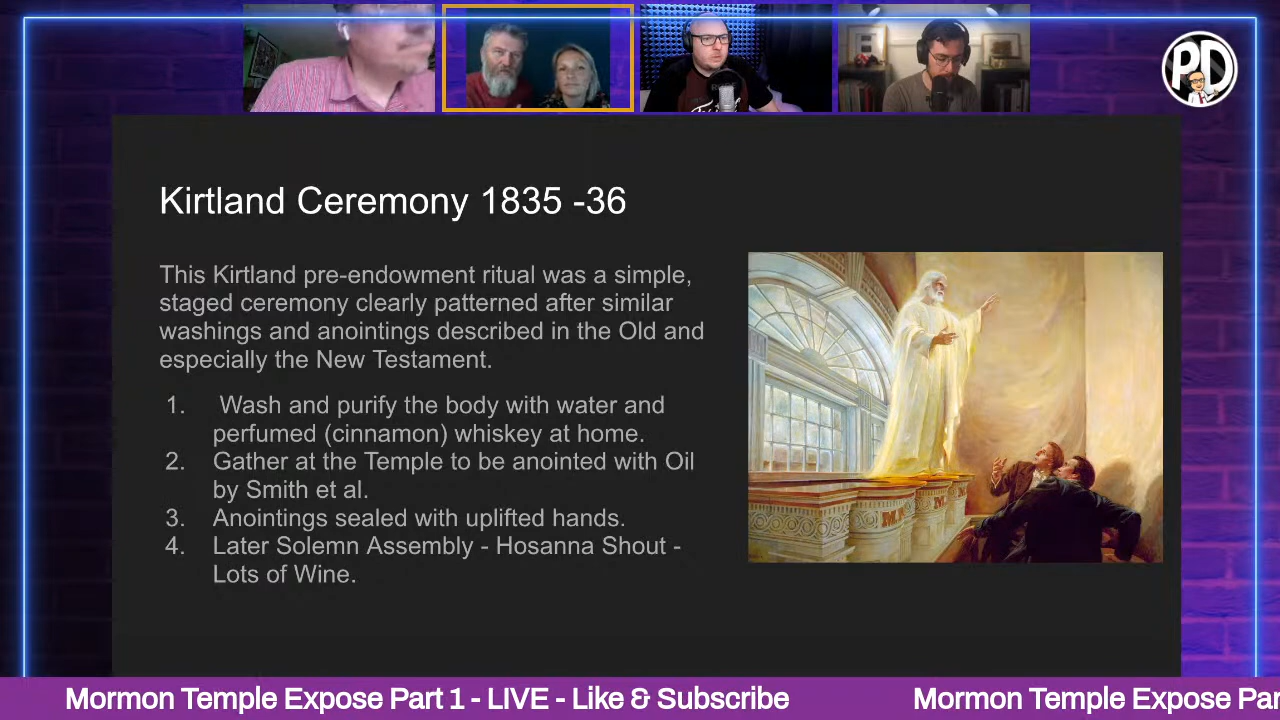 PD
Kirtland Ceremony 1835 -36
This Kirtland pre-endowment ritual was a simple,
staged ceremony clearly patterned after similar
washings and anointings described in the Old and
especially the New Testament.
1. Wash and purify the body with water and
perfumed (cinnamon) whiskey at home.
2. Gather at the Temple to be anointed with Oil
by Smith et al.
3. Anointings sealed with uplifted hands.
4. Later Solemn Assembly - Hosanna Shout -
Lots of Wine.
Mormon Temple Expose Part 1 - LIVE - Like & Subscribe Mormon Temple Expose Par